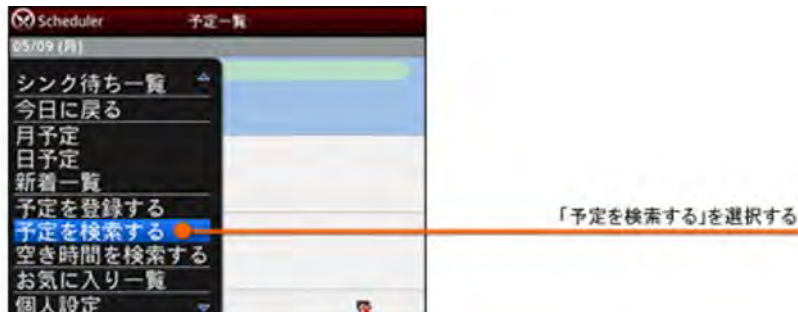 Scheduler 予定一覧
05/09 (月)
シンク待ち一覧
今日に戻る
月予定
日予定
新着一覧
予定を登録する
予定を検索する
「予定を検索する」を選択する
空き時間を検索する
お気に入り一覧
個人設定